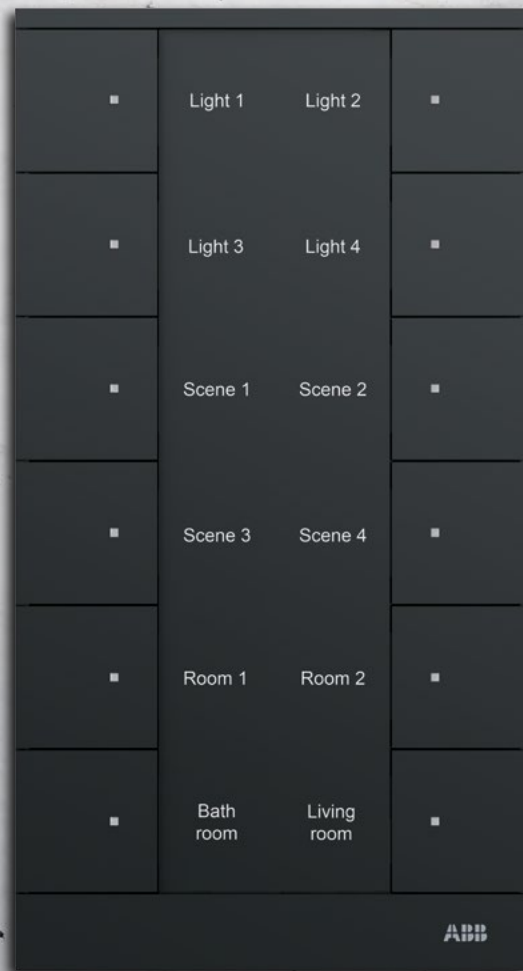 Light 1 Light 2
Light 3 Light 4
Scene 1 Scene 2
Scene 3 Scene 4
Room 1 Room 2
Bath Living
room room
ABB